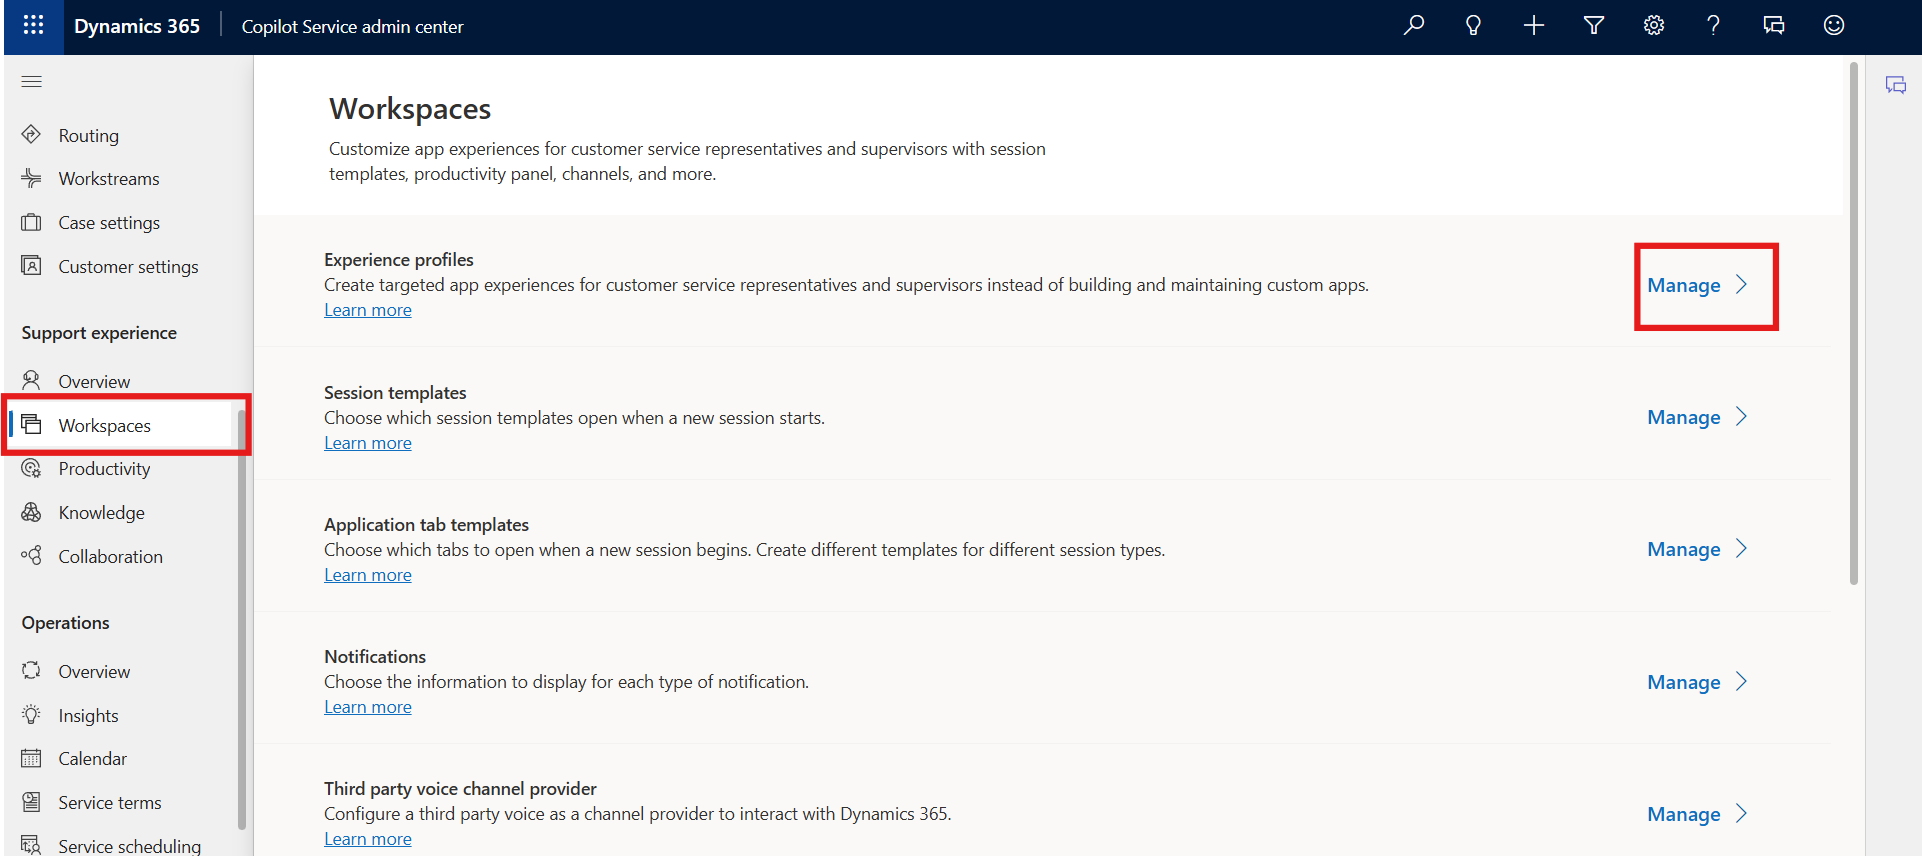 Dynamics 365
Copilot Service admin center
Routing
Workstreams
Case settings
Customer settings
Support experience
Overview
Workspaces
Productivity
Knowledge
Collaboration
Operations
Overview
Insights
Calendar
Service terms
Service scheduling
Workspaces
Customize app experiences for customer service representatives and supervisors with session
templates, productivity panel, channels, and more.
Experience profiles
Create targeted app experiences for customer service representatives and supervisors instead of building and maintaining custom apps.
Learn more
Manage
Session templates
Choose which session templates open when a new session starts.
Learn more
Manage
Application tab templates
Choose which tabs to open when a new session begins. Create different templates for different session types.
Learn more
Manage
Notifications
Choose the information to display for each type of notification.
Learn more
Manage
Third party voice channel provider
Configure a third party voice as a channel provider to interact with Dynamics 365.
Learn more
Manage